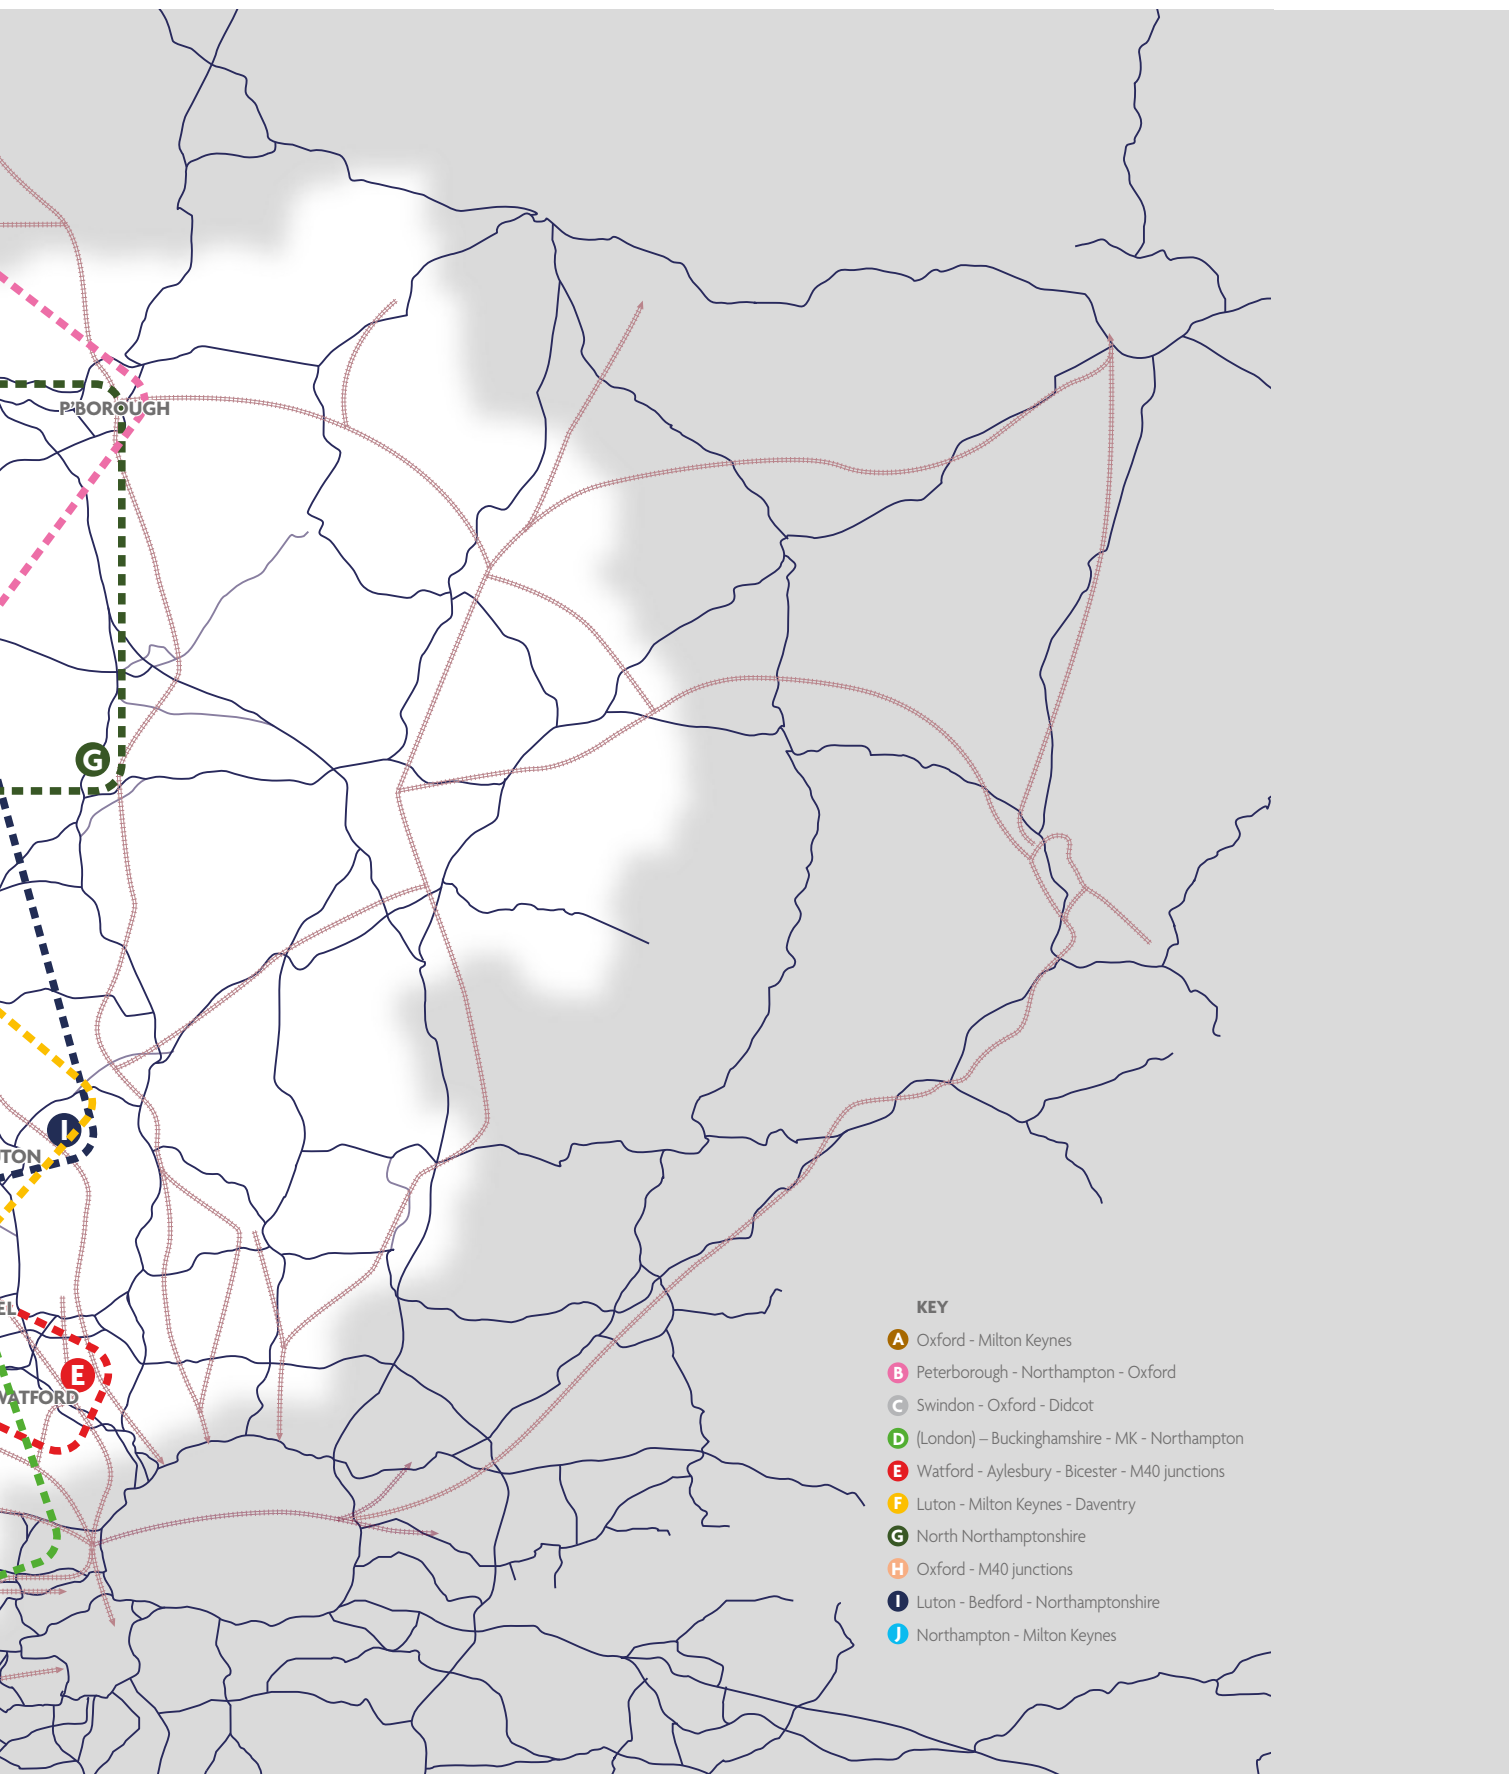 P'BOROUGH
G
I
TON
EL
E
WATFORD
KEY
A Oxford - Milton Keynes
B Peterborough - Northampton - Oxford
C Swindon - Oxford - Didcot
D (London) – Buckinghamshire - MK - Northampton
E Watford - Aylesbury - Bicester - M40 junctions
F Luton - Milton Keynes - Daventry
G North Northamptonshire
H Oxford - M40 junctions
I Luton - Bedford - Northamptonshire
J Northampton - Milton Keynes